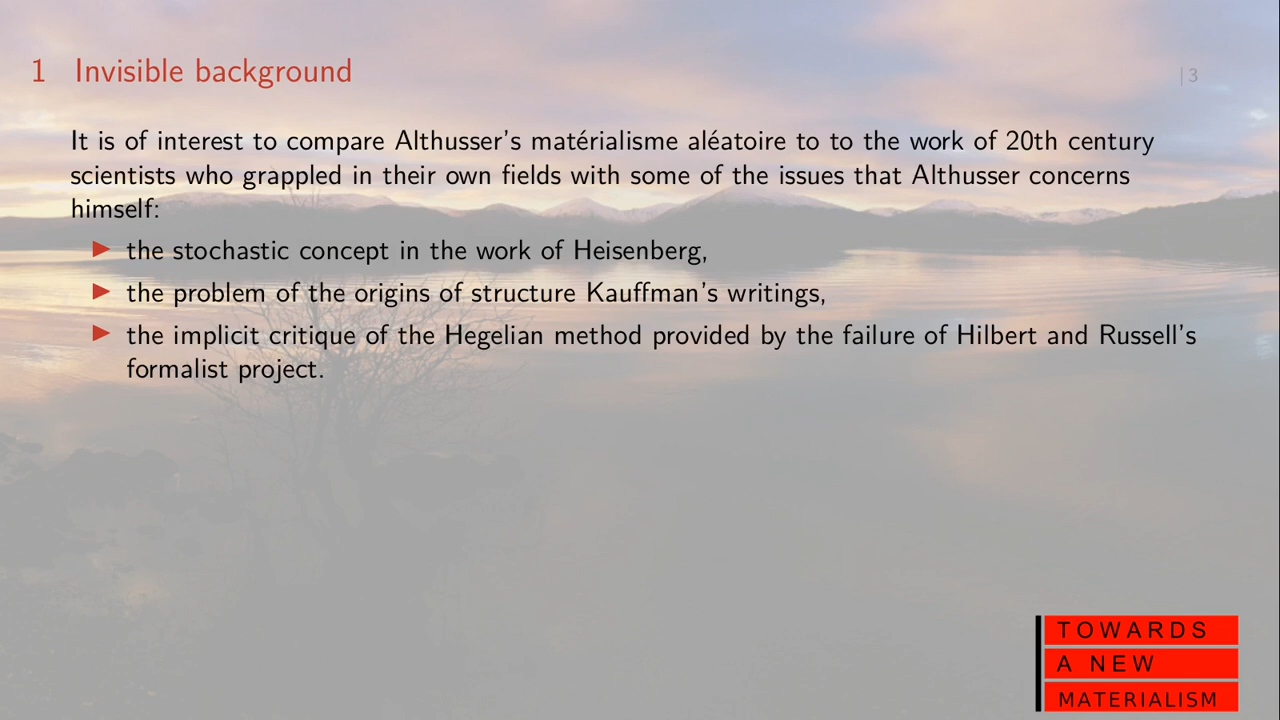 1 Invisible background
| 3
It is of interest to compare Althusser's matérialisme aléatoire to to the work of 20th century
scientists who grappled in their own fields with some of the issues that Althusser concerns
himself:
▶ the stochastic concept in the work of Heisenberg,
▶ the problem of the origins of structure Kauffman's writings,
▶ the implicit critique of the Hegelian method provided by the failure of Hilbert and Russell's
formalist project.
TOWARDS
A NEW
MATERIALISM